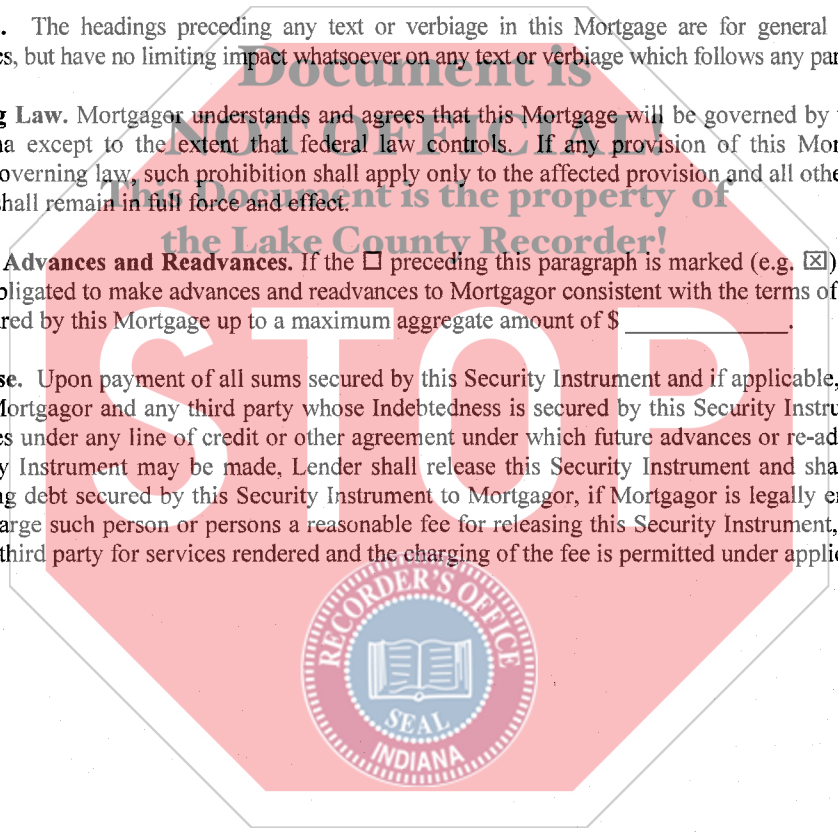 . The headings preceding any text or verbiage in this Mortgage are for general
s, but have no limiting impact whatsoever on any text or verbiage which follows any par
Document is
g Law. Mortgagor understands and agrees that this Mortgage will be governed by
a except to the extent that federal law controls. If any provision of this Mor
NOT OFFICIAL!
overning law, such prohibition shall apply only to the affected provision and all othe
hall remain in full force and effect.
This Document is the property of
the Lake County Recorder!
Advances and Readvances. If the ☐ preceding this paragraph is marked (e.g. ☒)
bligated to make advances and readvances to Mortgagor consistent with the terms of
red by this Mortgage up to a maximum aggregate amount of $ _____________.
STOP
se. Upon payment of all sums secured by this Security Instrument and if applicable,
Mortgagor and any third party whose Indebtedness is secured by this Security Instru
es under any line of credit or other agreement under which future advances or re-ad
y Instrument may be made, Lender shall release this Security Instrument and sha
ng debt secured by this Security Instrument to Mortgagor, if Mortgagor is legally e
arge such person or persons a reasonable fee for releasing this Security Instrument,
third party for services rendered and the charging of the fee is permitted under applic
RECORDER'S OFFICE
SEAL
INDIANA